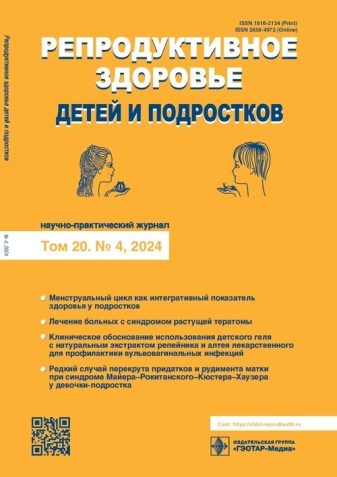 ISSN 1816-2134 (Print)
ISSN 2658-4972 (Online)
РЕПРОДУКТИВНОЕ
ЗДОРОВЬЕ
ДЕТЕЙ И ПОДРОСТКОВ
Репродуктивное здоровье детей и подростков
научно-практический журнал
Том 20. № 4, 2024
№ 4, 2024
Менструальный цикл как интегративный показатель
здоровья у подростков
Лечение больных с синдромом растущей тератомы
Клиническое обоснование использования детского геля
с натуральным экстрактом репейника и алтея лекарственного
для профилактики вульвовагинальных инфекций
Редкий случай перекрута придатков и рудимента матки
при синдроме Майера–Рокитанского–Кюстера–Хаузера
у девочки-подростка
Сайт: https://child-reprodhealth.ru
ИЗДАТЕЛЬСКАЯ ГРУППА
«ГЭОТАР-Медиа»